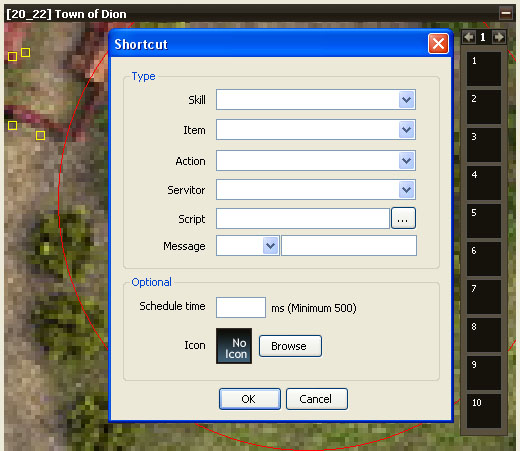 [20_22] Town of Dion
1
Shortcut
Type
Skill
Item
Action
Servitor
Script
...
Message
Optional
Schedule time
ms (Minimum 500)
Icon
No
Icon
Browse
OK
Cancel
1
2
3
4
5
6
7
8
9
10